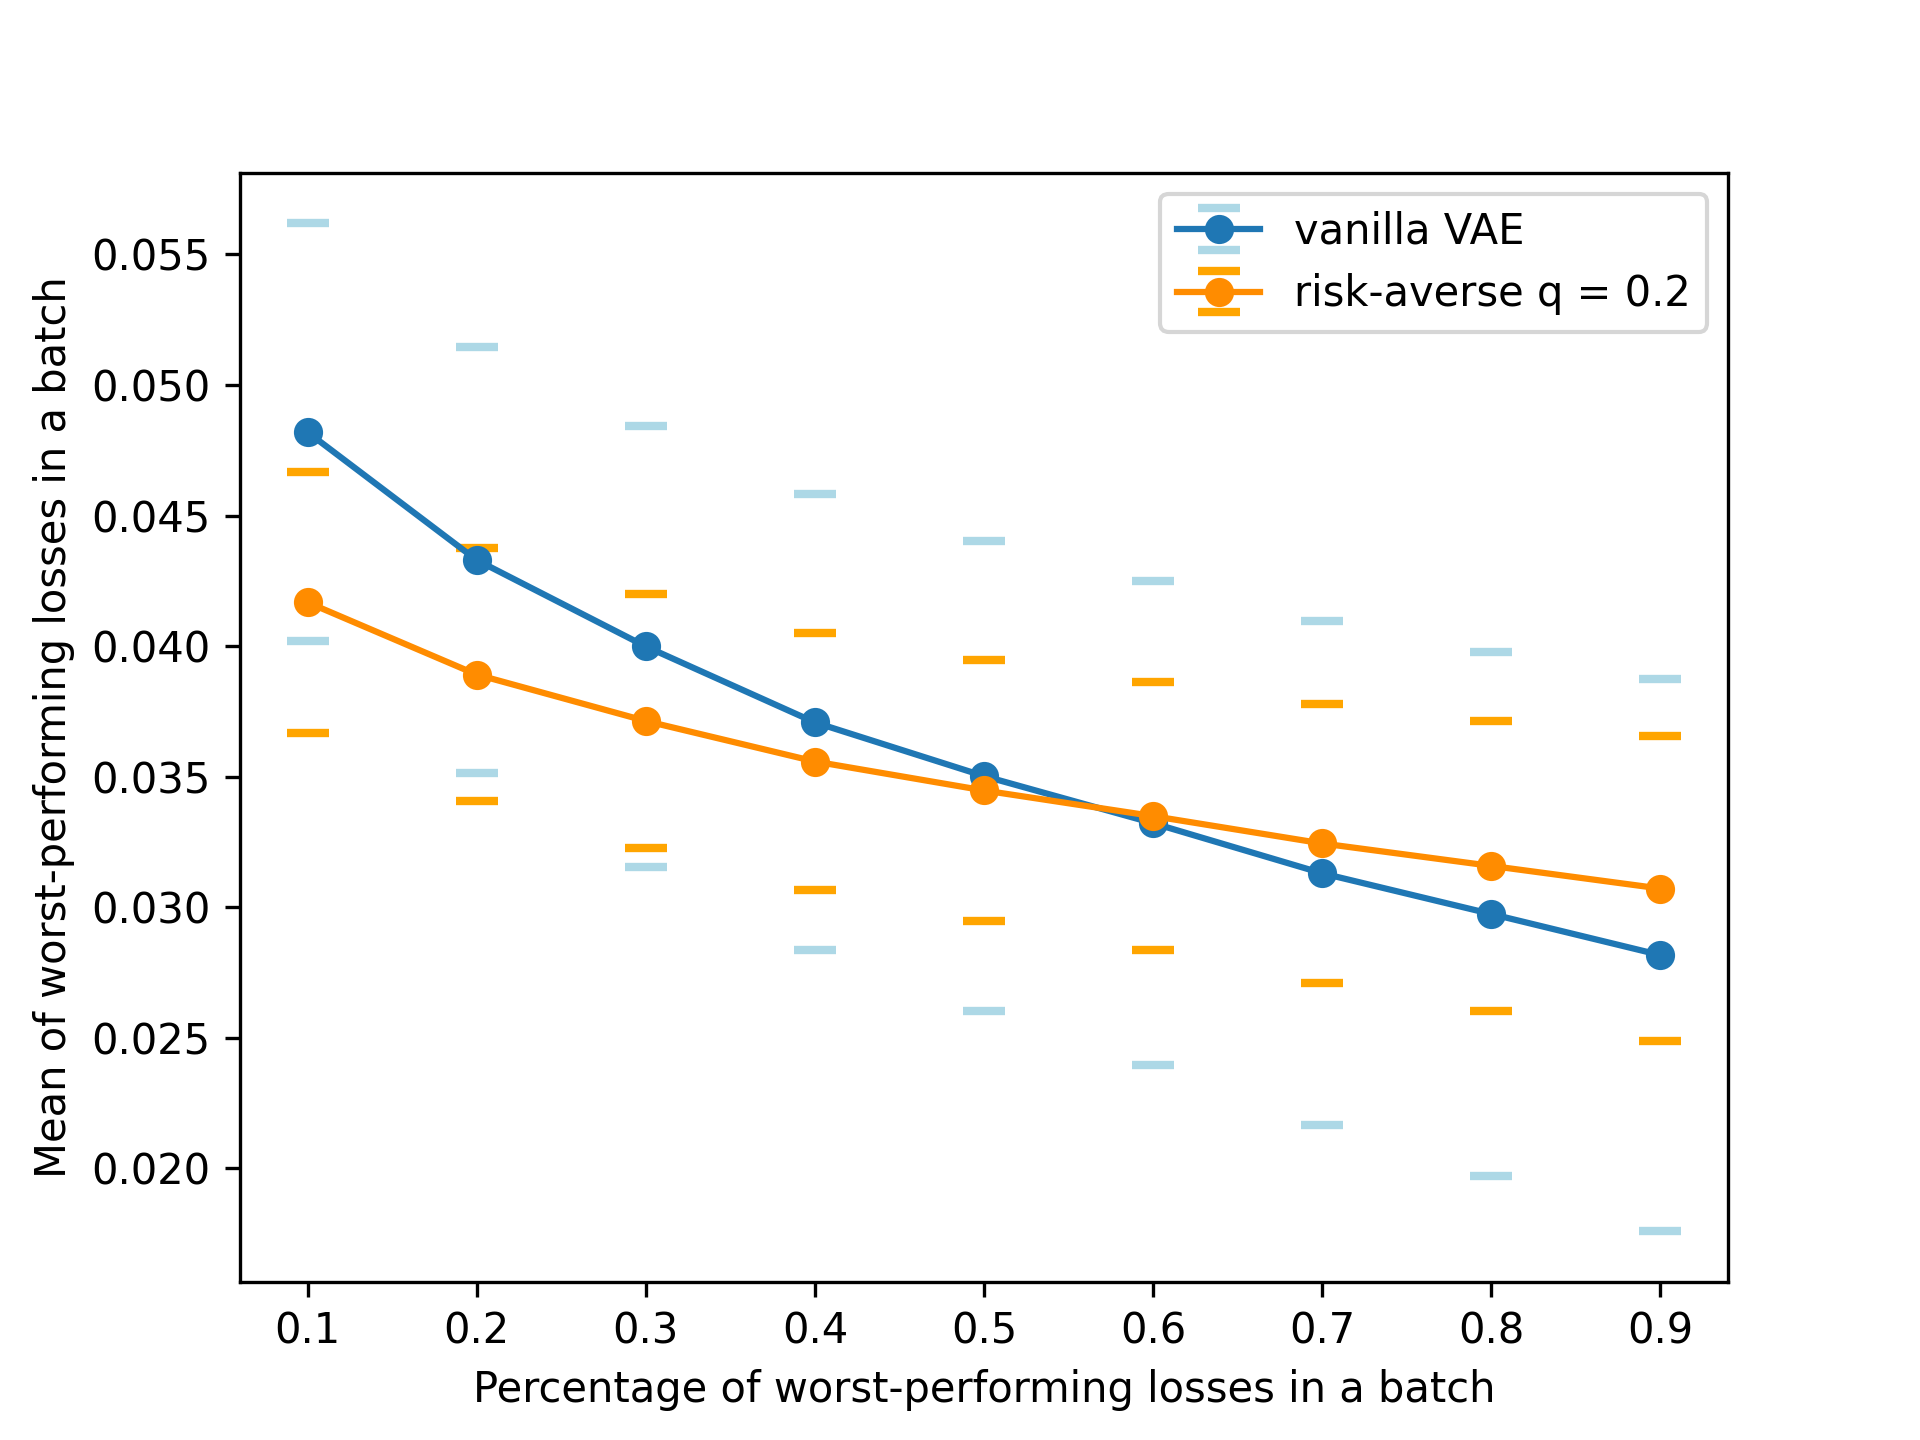 vanilla VAE
risk-averse q = 0.2
Mean of worst-performing losses in a batch
0.055
0.050
0.045
0.040
0.035
0.030
0.025
0.020
0.1 0.2 0.3 0.4 0.5 0.6 0.7 0.8 0.9
Percentage of worst-performing losses in a batch